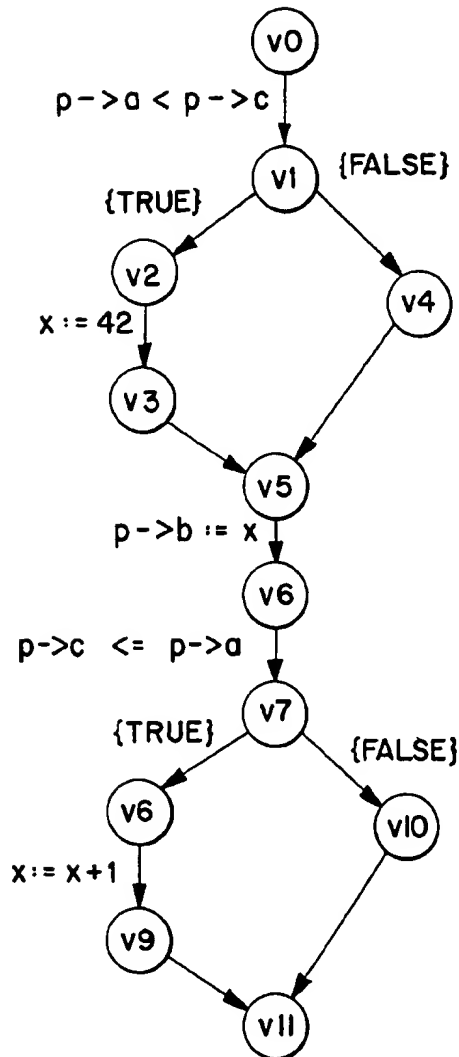 v0
p->a < p->c
v1
{FALSE}
{TRUE}
v2
v4
x := 42
v3
v5
p->b := x
v6
p->c <= p->a
v7
{TRUE}
{FALSE}
v6
v10
x := x+1
v9
v11